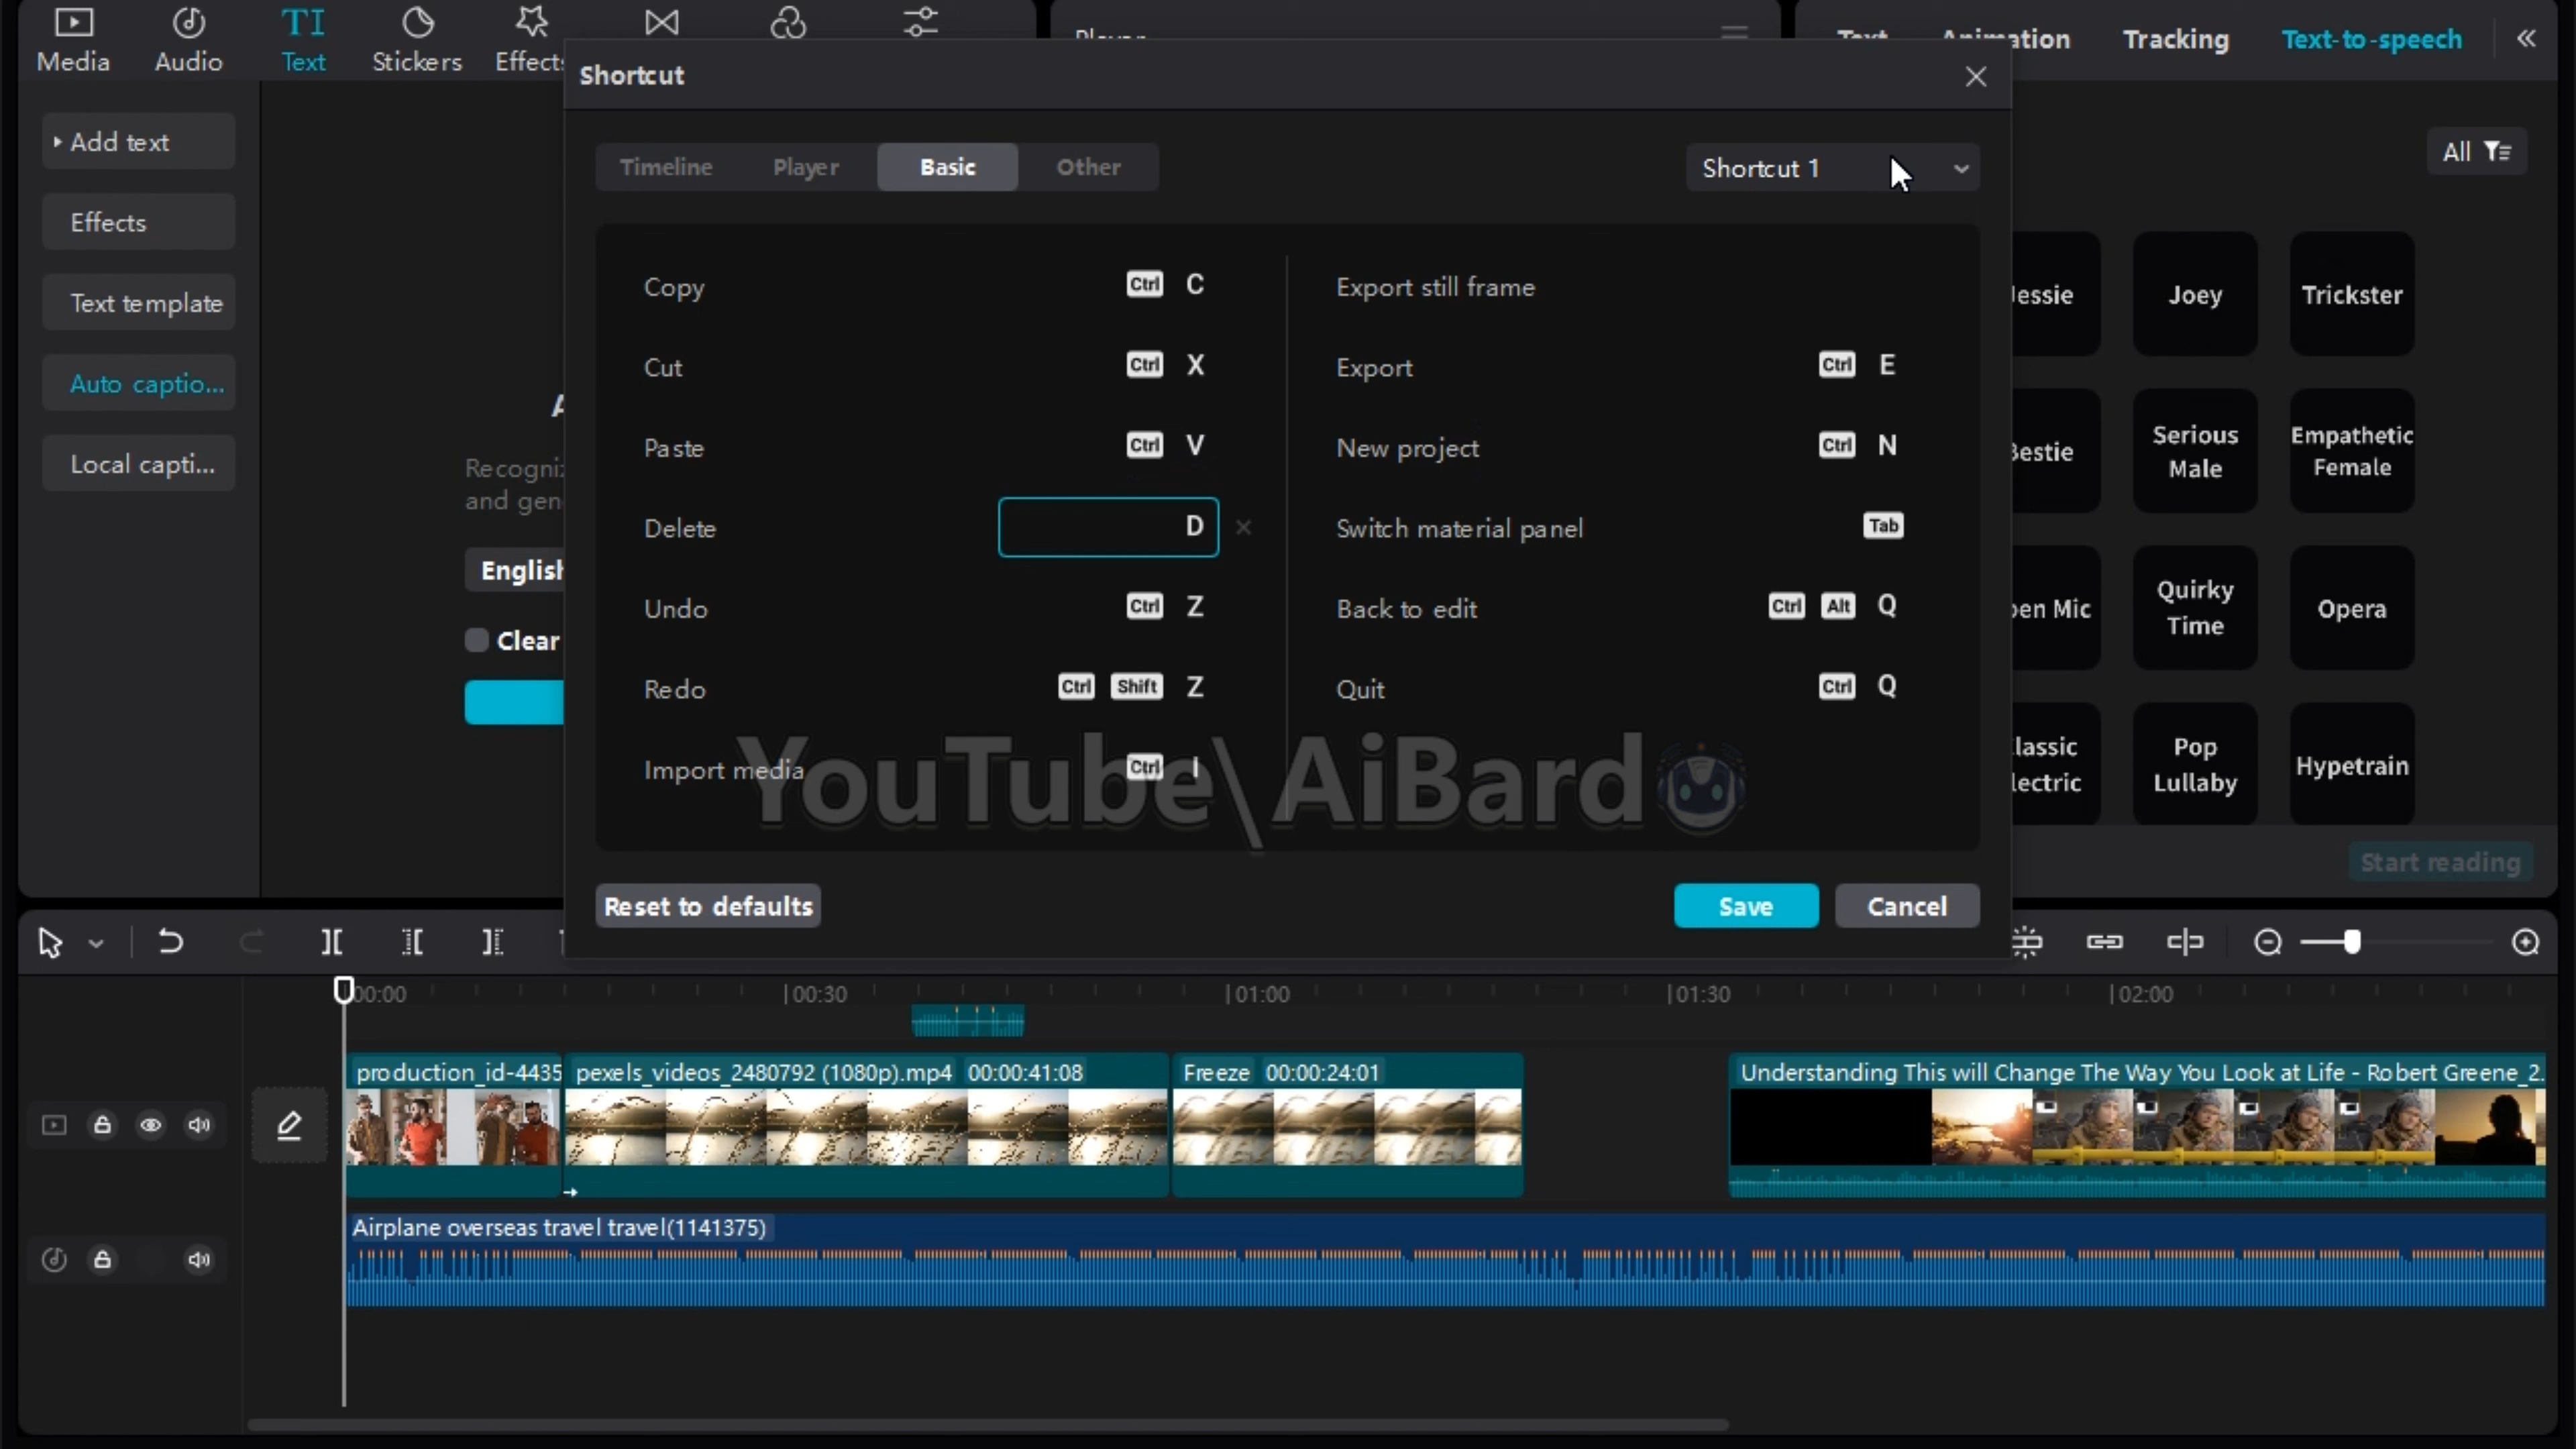 Media
Audio
TI
Text
Stickers
Effects
Player
Text
Animation
Tracking
Text-to-speech
Add text
Effects
Text template
Auto captio...
Local capti...
Recogni
and gen
English
Clear
Shortcut
Timeline
Player
Basic
Other
Shortcut 1
Copy Ctrl C
Cut Ctrl X
Paste Ctrl V
Delete D
Undo Ctrl Z
Redo Ctrl Shift Z
Import media Ctrl I
Export still frame
Export Ctrl E
New project Ctrl N
Switch material panel Tab
Back to edit Ctrl Alt Q
Quit Ctrl Q
YouTube\AiBard
Reset to defaults
Save
Cancel
All
essie
Joey
Trickster
Bestie
Serious
Male
Empathetic
Female
en Mic
Quirky
Time
Opera
lassic
lectric
Pop
Lullaby
Hypetrain
Start reading
00:00
00:30
01:00
01:30
02:00
production_id-4435
pexels_videos_2480792 (1080p).mp4 00:00:41:08
Freeze 00:00:24:01
Understanding This will Change The Way You Look at Life - Robert Greene_2.
Airplane overseas travel travel(1141375)